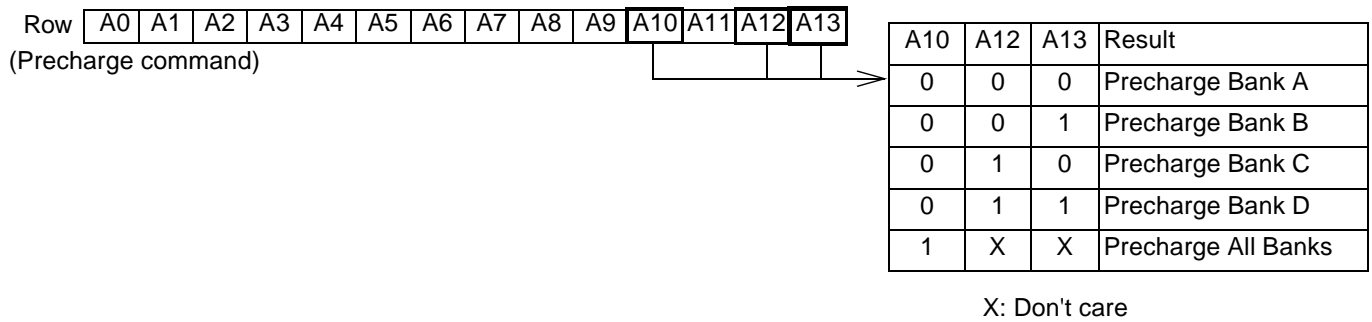 Row A0 A1 A2 A3 A4 A5 A6 A7 A8 A9 A10 A11 A12 A13
(Precharge command)
A10 A12 A13 Result
0 0 0 Precharge Bank A
0 0 1 Precharge Bank B
0 1 0 Precharge Bank C
0 1 1 Precharge Bank D
1 X X Precharge All Banks
X: Don't care